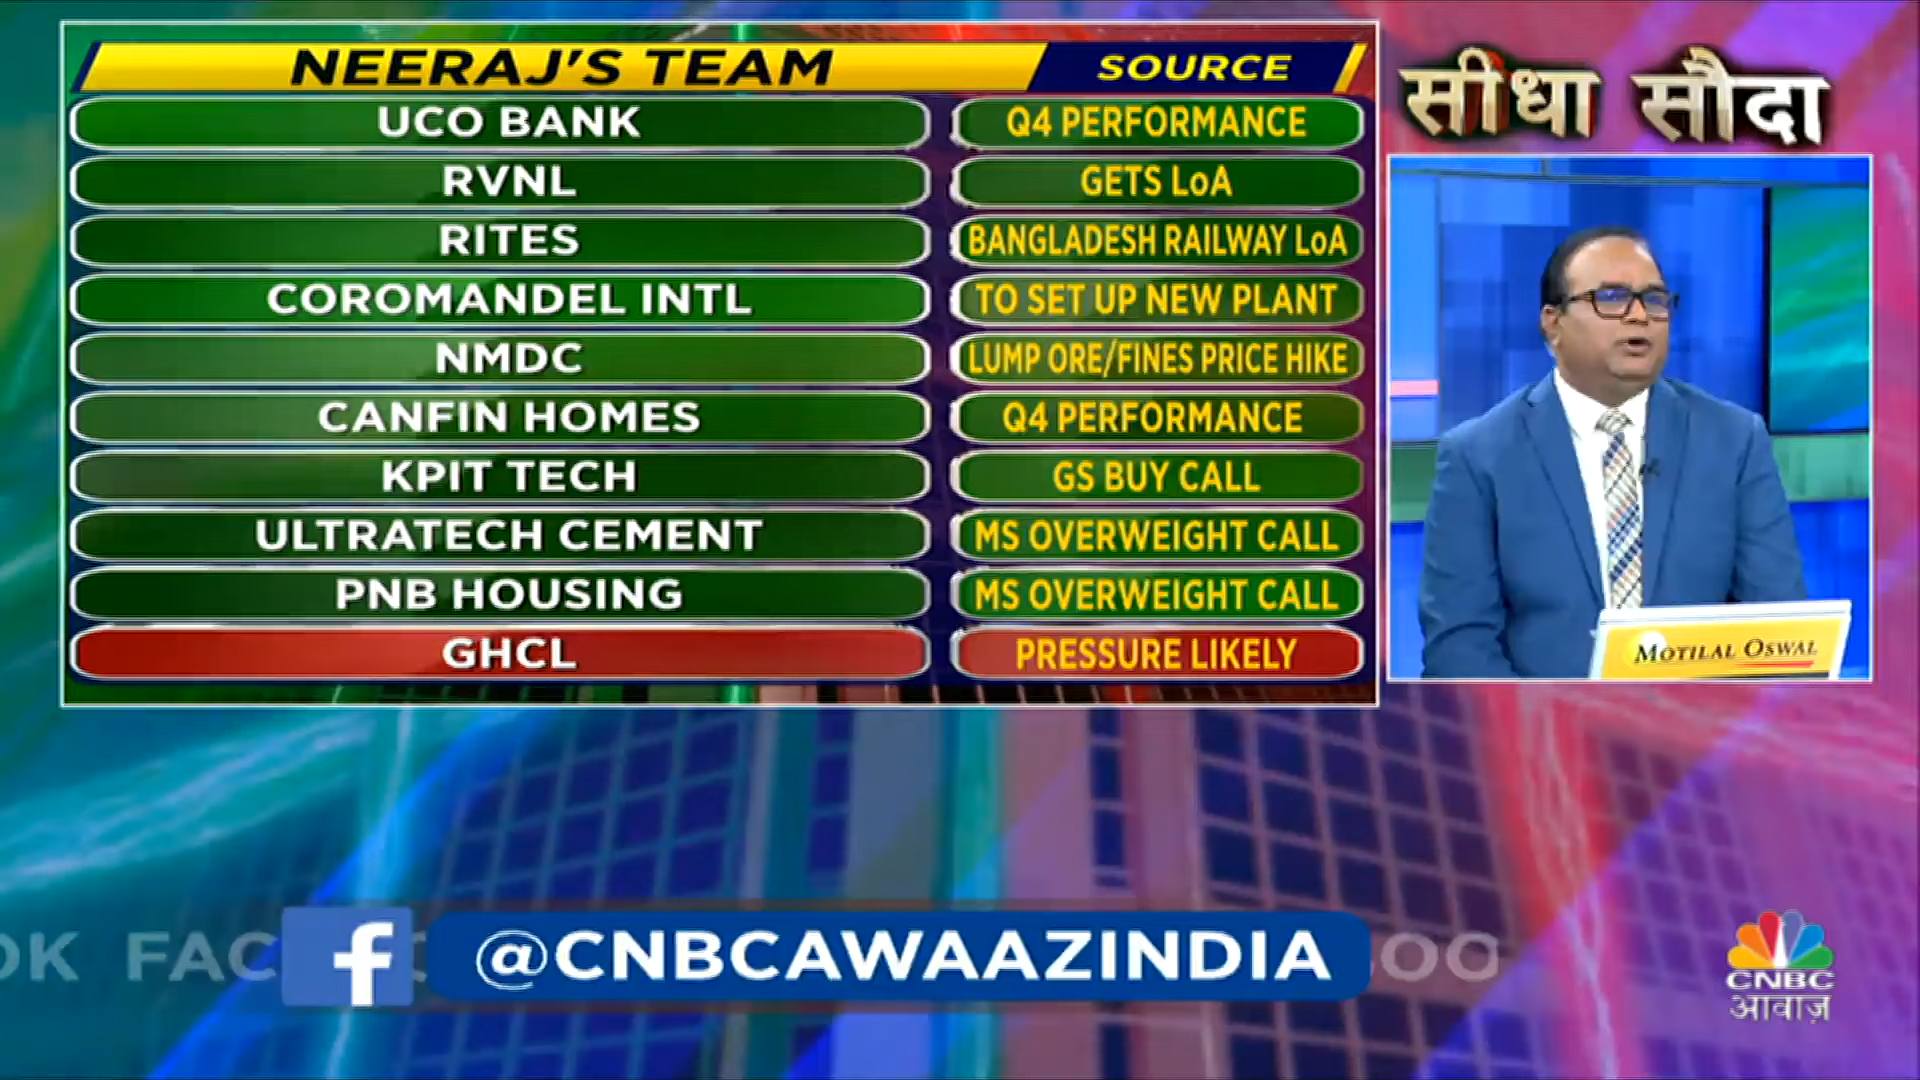 NEERAJ'S TEAM SOURCE
UCO BANK Q4 PERFORMANCE
RVNL GETS LoA
RITES BANGLADESH RAILWAY LoA
COROMANDEL INTL TO SET UP NEW PLANT
NMDC LUMP ORE/FINES PRICE HIKE
CANFIN HOMES Q4 PERFORMANCE
KPIT TECH GS BUY CALL
ULTRATECH CEMENT MS OVERWEIGHT CALL
PNB HOUSING MS OVERWEIGHT CALL
GHCL PRESSURE LIKELY
सीधा सौदा
MOTILAL OSWAL
@CNBCAWAAZINDIA
CNBC
आवाज़